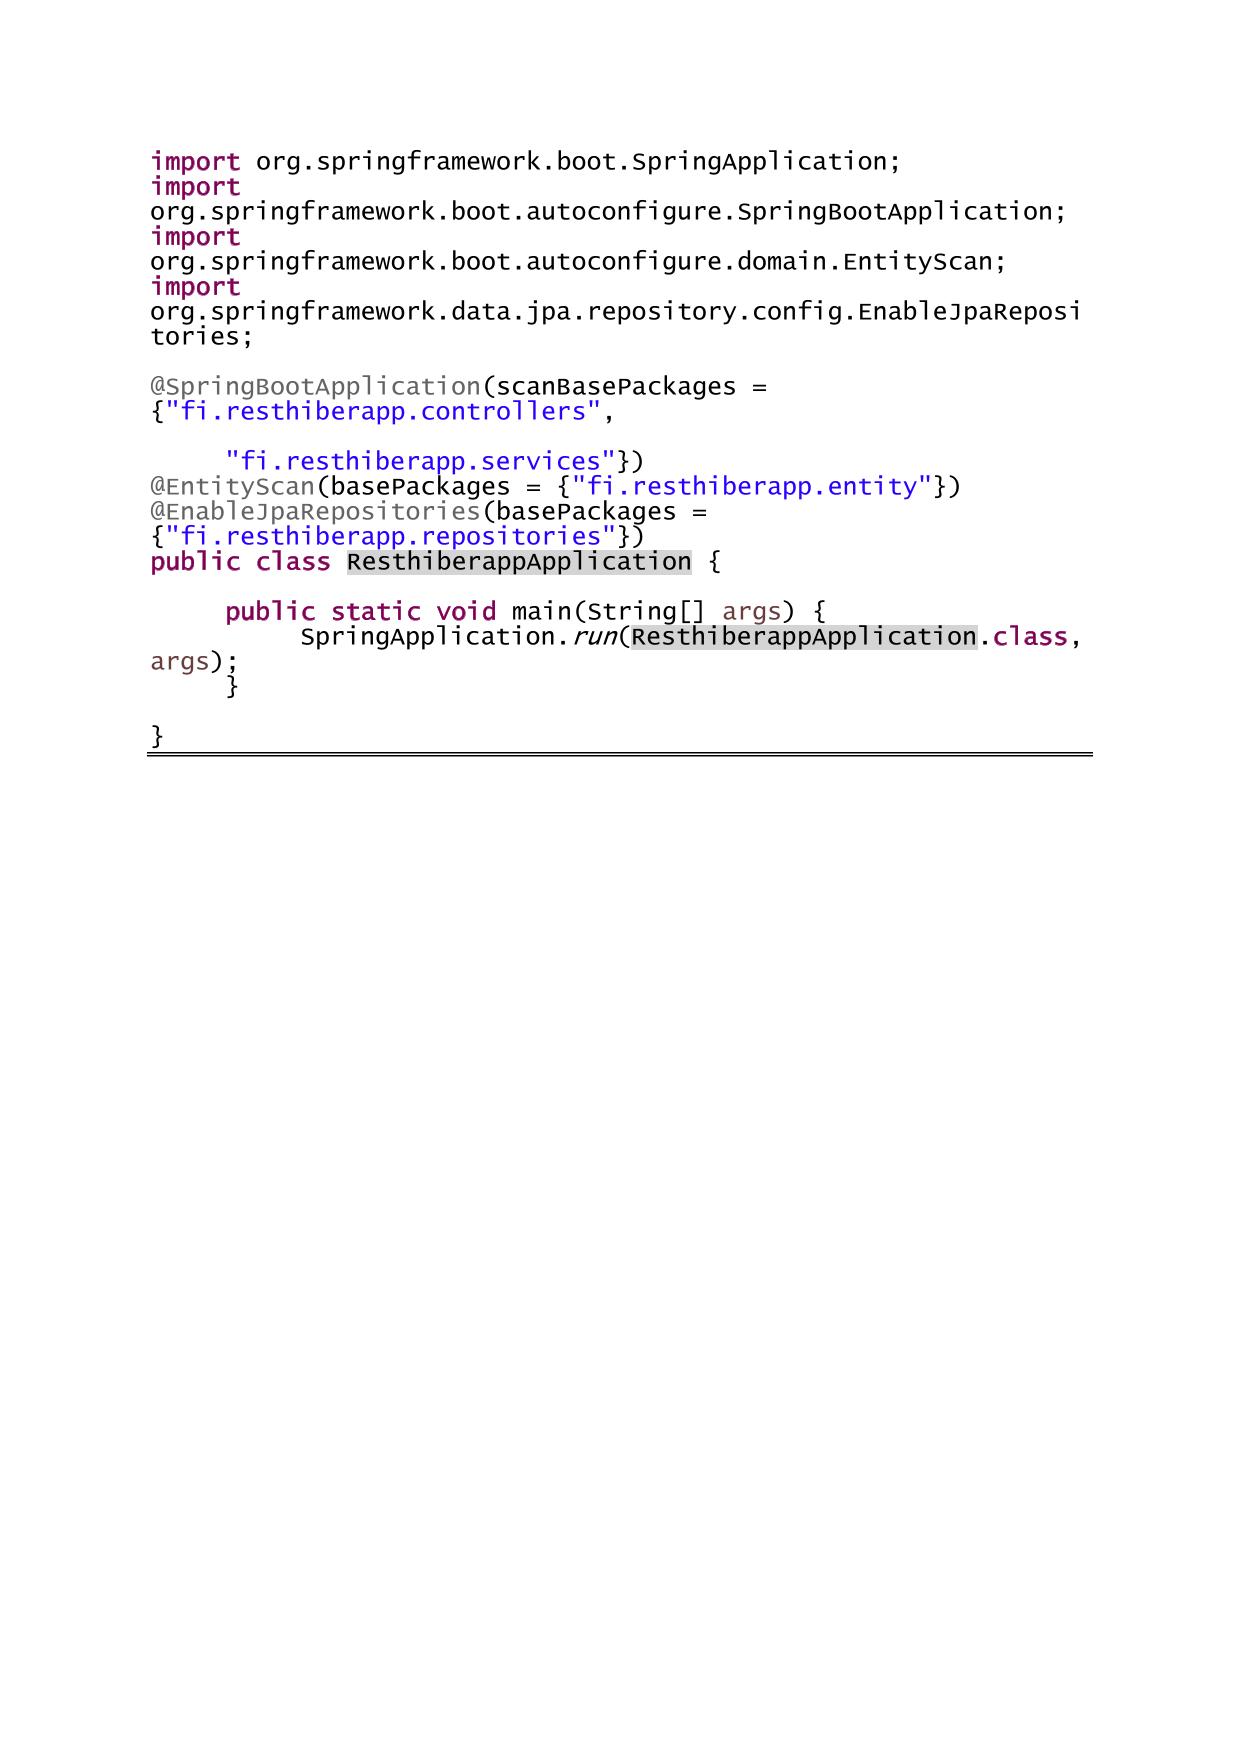 import org.springframework.boot.SpringApplication;
import
org.springframework.boot.autoconfigure.SpringBootApplication;
import
org.springframework.boot.autoconfigure.domain.EntityScan;
import
org.springframework.data.jpa.repository.config.EnableJpaReposi
tories;
@SpringBootApplication(scanBasePackages =
{"fi.resthiberapp.controllers",
"fi.resthiberapp.services"})
@EntityScan(basePackages = {"fi.resthiberapp.entity"})
@EnableJpaRepositories(basePackages =
{"fi.resthiberapp.repositories"})
public class ResthiberappApplication {
public static void main(String[] args) {
SpringApplication.run(ResthiberappApplication.class,
args);
}
}